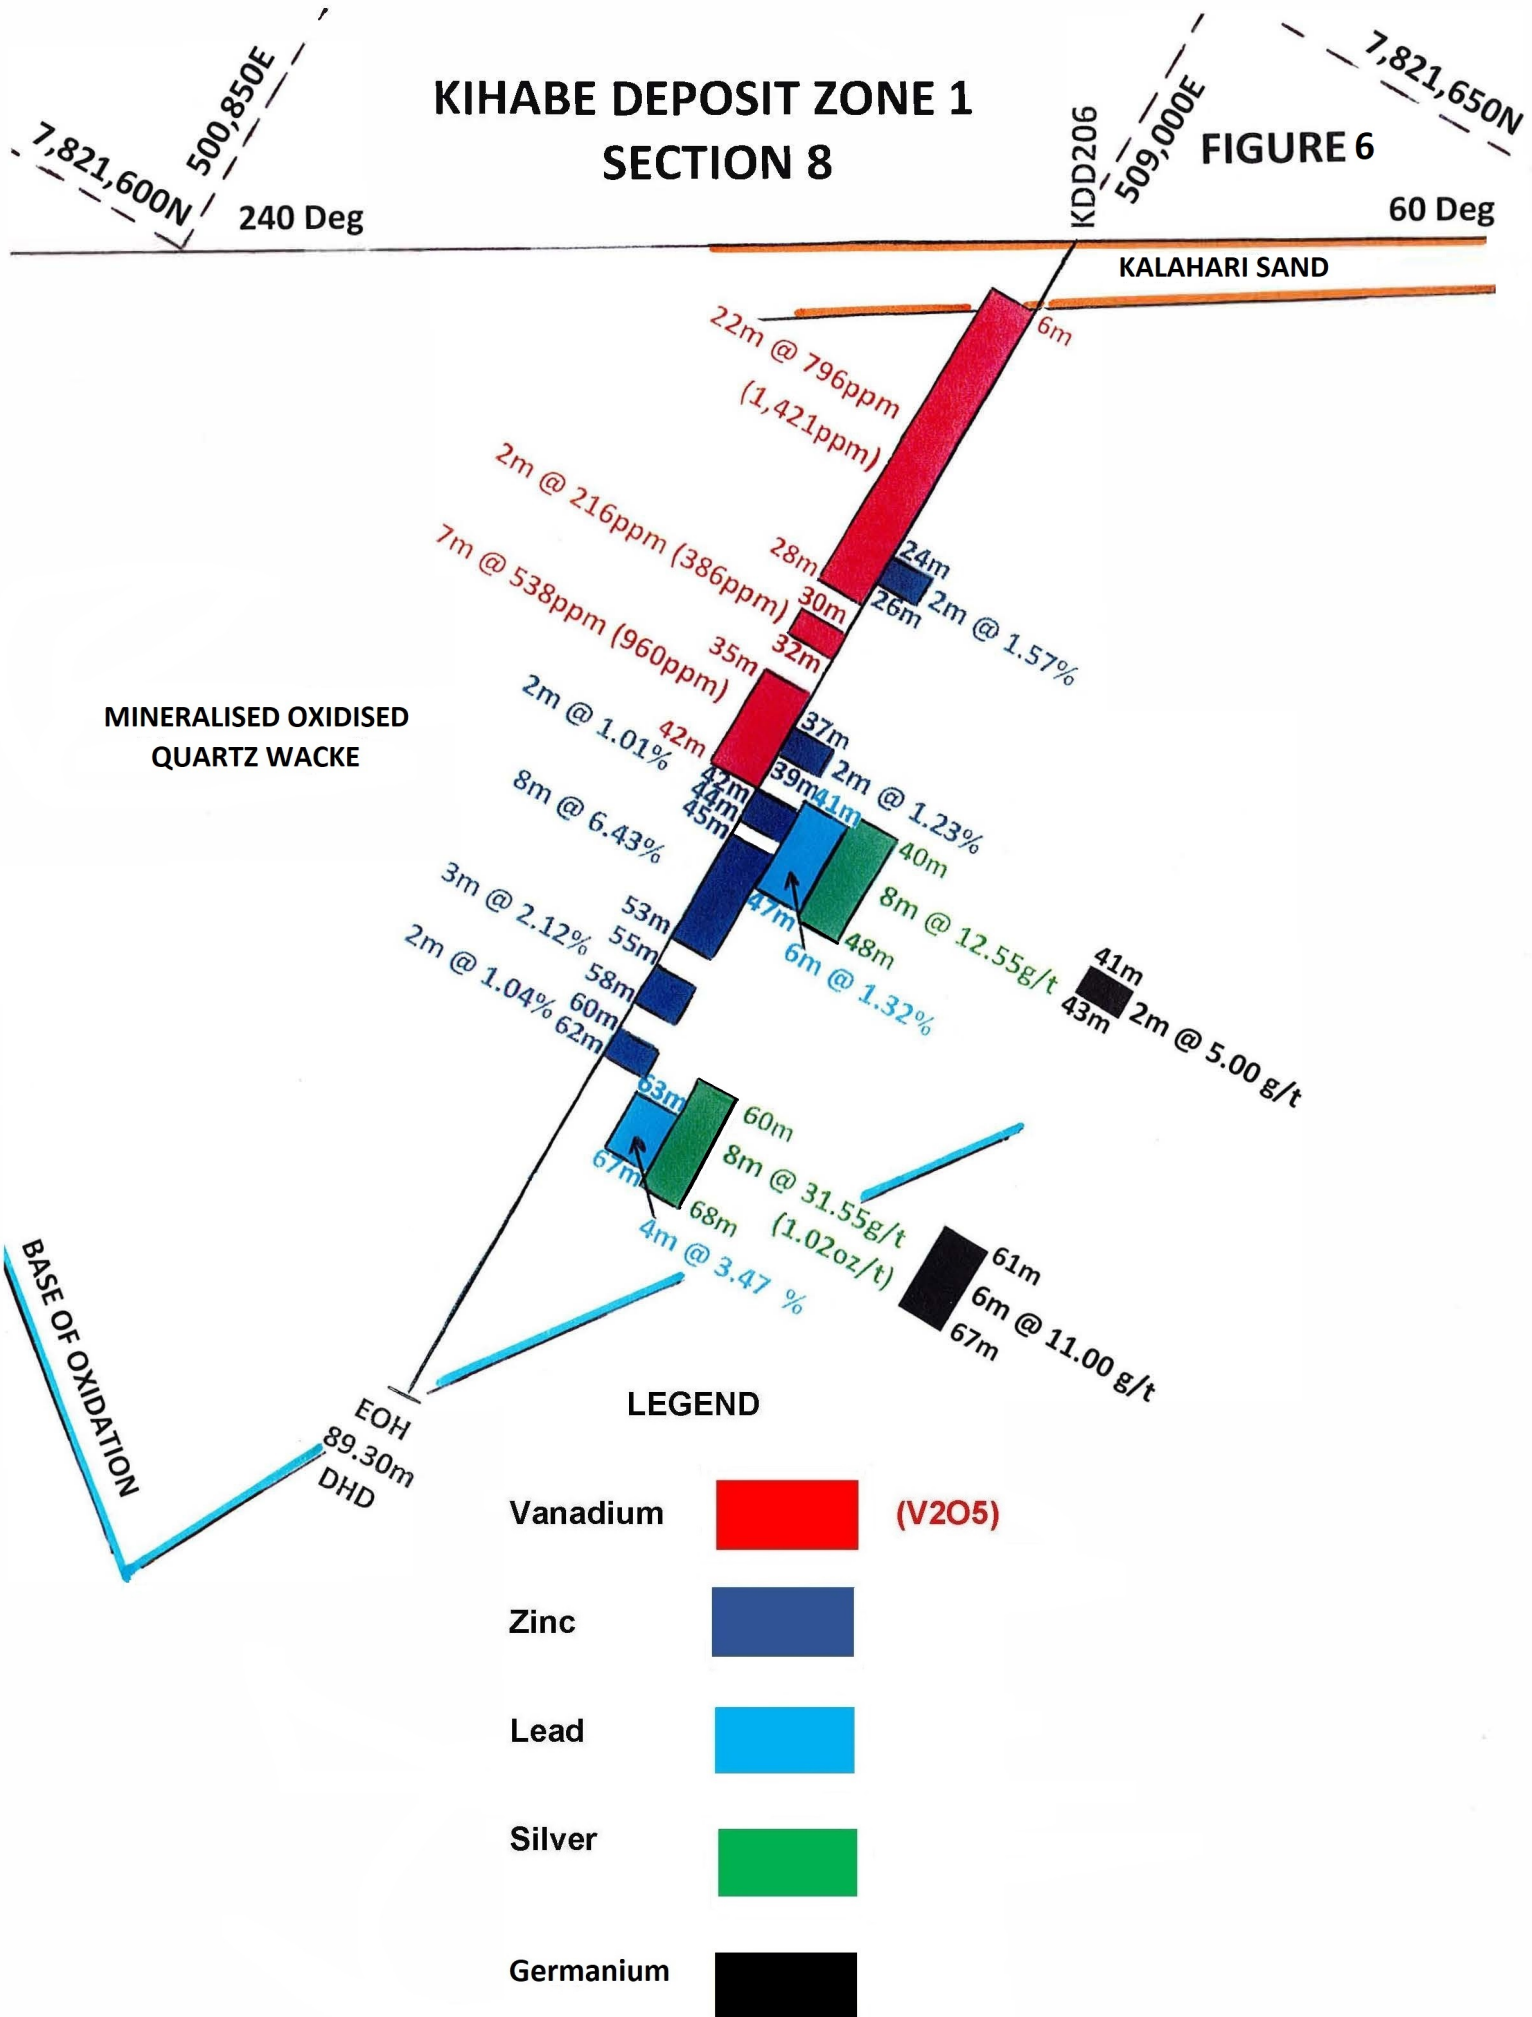 KIHABE DEPOSIT ZONE 1
SECTION 8
FIGURE 6
7,821,600N
500,850E
240 Deg
KDD206
509,000E
7,821,650N
60 Deg
KALAHARI SAND
6m
22m @ 796ppm
(1,421ppm)
28m
24m
26m
2m @ 1.57%
2m @ 216ppm (386ppm)
30m
32m
7m @ 538ppm (960ppm)
35m
42m
37m
39m
2m @ 1.23%
MINERALISED OXIDISED
QUARTZ WACKE
2m @ 1.01%
42m
44m
45m
8m @ 6.43%
53m
41m
47m
6m @ 1.32%
40m
8m @ 12.55g/t
48m
41m
43m
2m @ 5.00 g/t
3m @ 2.12%
55m
58m
2m @ 1.04%
60m
62m
63m
67m
4m @ 3.47 %
60m
8m @ 31.55g/t
(1.02oz/t)
68m
61m
6m @ 11.00 g/t
67m
BASE OF OXIDATION
EOH
89.30m
DHD
LEGEND
Vanadium (V2O5)
Zinc
Lead
Silver
Germanium